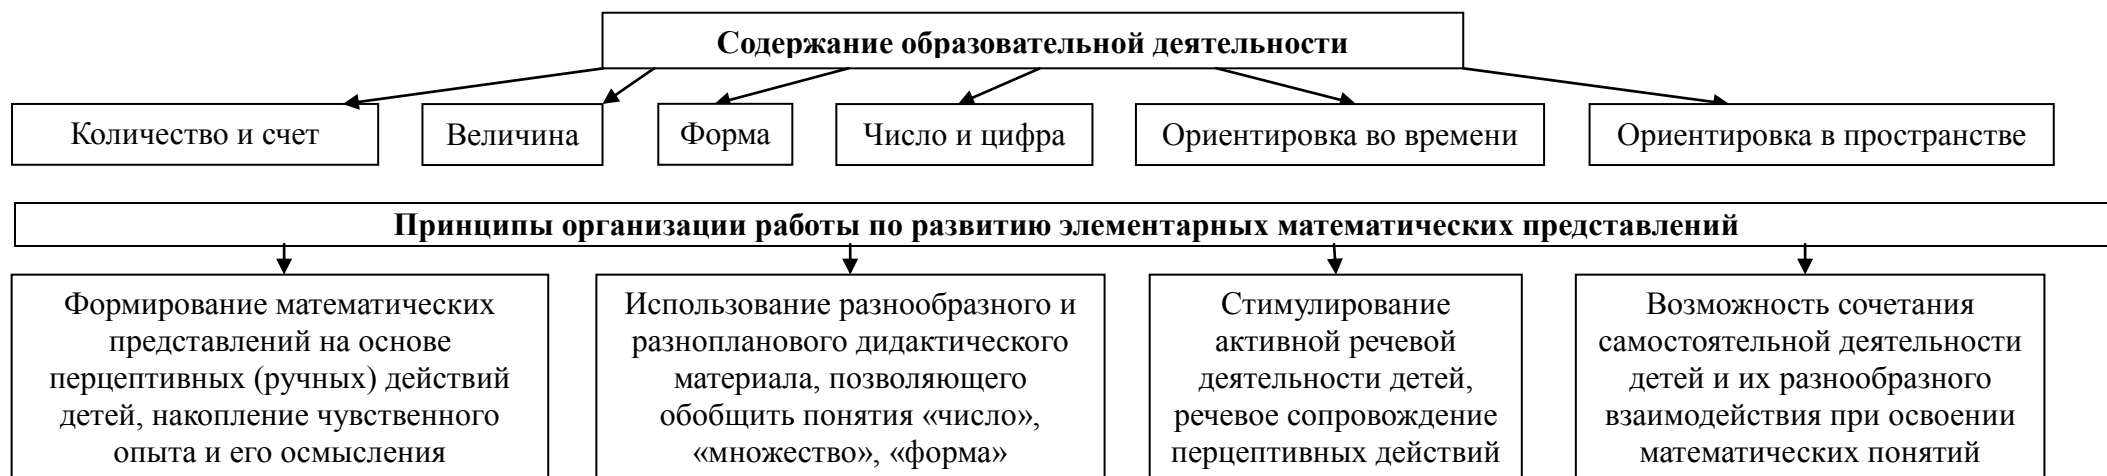 Содержание образовательной деятельности
Количество и счет
Величина
Форма
Число и цифра
Ориентировка во времени
Ориентировка в пространстве
Принципы организации работы по развитию элементарных математических представлений
Формирование математических
представлений на основе
перцептивных (ручных) действий
детей, накопление чувственного
опыта и его осмысления
Использование разнообразного и
разнопланового дидактического
материала, позволяющего
обобщить понятия «число»,
«множество», «форма»
Стимулирование
активной речевой
деятельности детей,
речевое сопровождение
перцептивных действий
Возможность сочетания
самостоятельной деятельности
детей и их разнообразного
взаимодействия при освоении
математических понятий